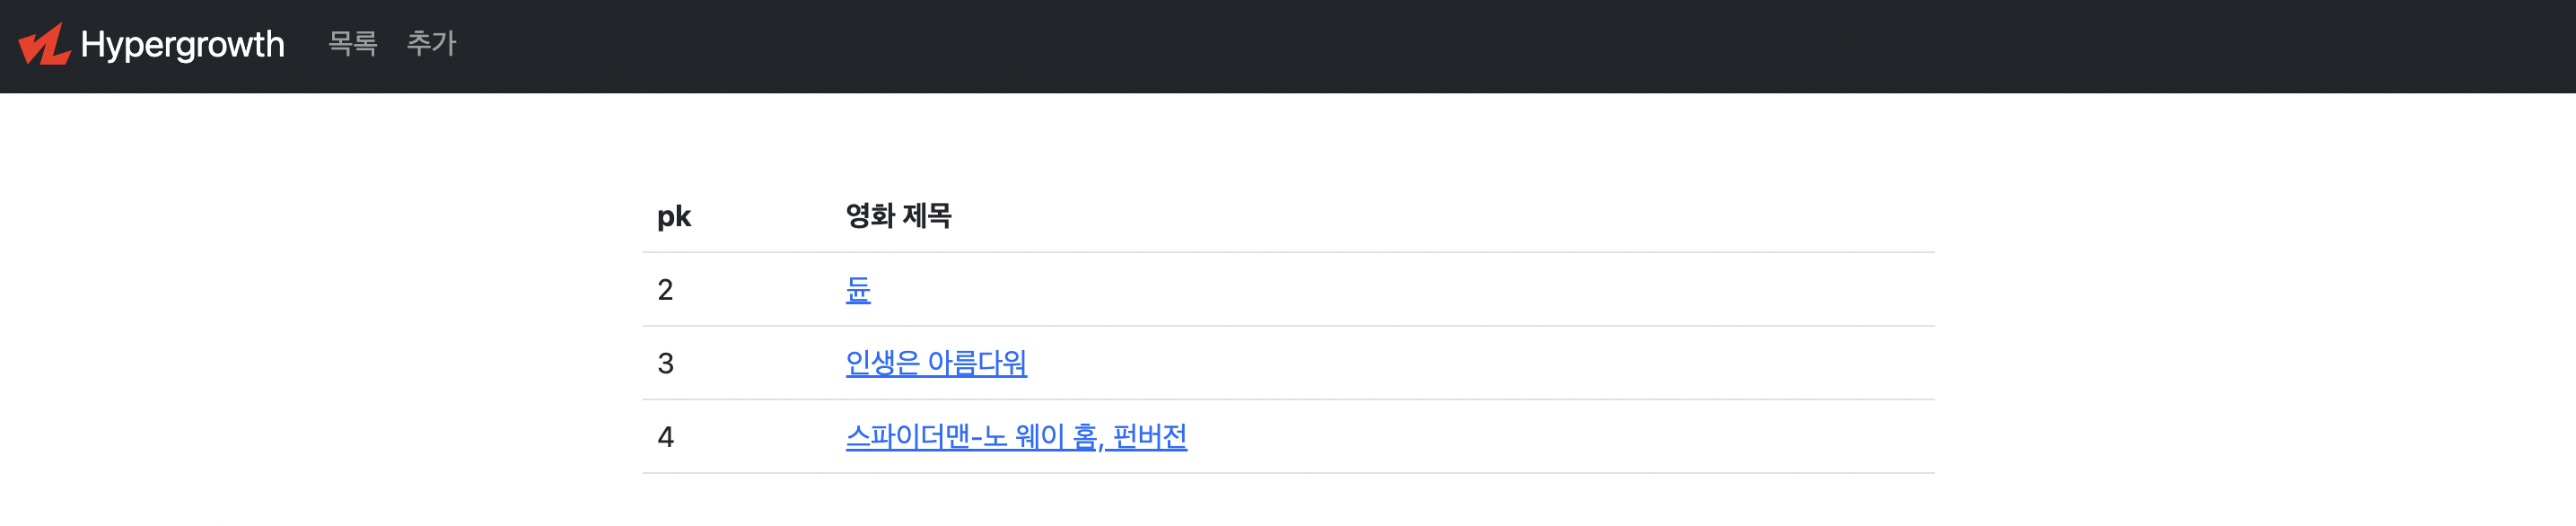 Hypergrowth 목록 추가
pk 영화 제목
2 듄
3 인생은 아름다워
4 스파이더맨-노 웨이 홈, 펀버전